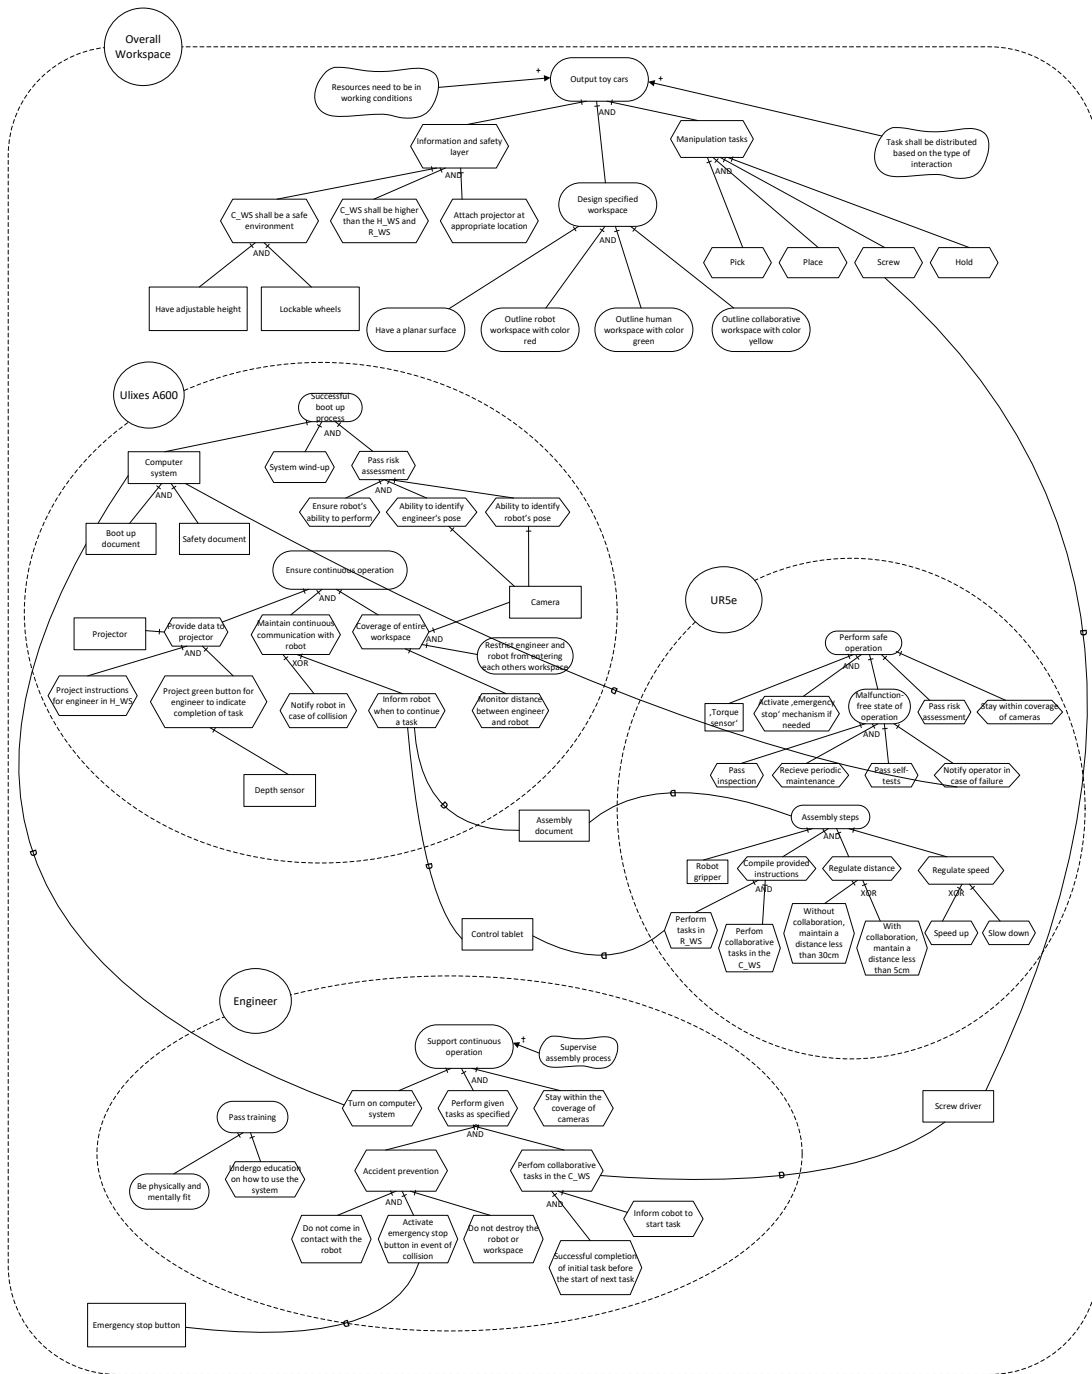 Overall
Workspace
Resources need to be in
working conditions
+
Output toy cars
+
AND
Information and safety
layer
Manipulation tasks
Task shall be distributed
based on the type of
interaction
AND
AND
C_WS shall be a safe
environment
C_WS shall be higher
than the H_WS and
R_WS
Attach projector at
appropriate location
Design specified
workspace
AND
AND
Pick
Place
Screw
Hold
Have adjustable height
Lockable wheels
Have a planar surface
Outline robot
workspace with color
red
Outline human
workspace with color
green
Outline collaborative
workspace with color
yellow
Ulixes A600
Successful
boot up
process
AND
Computer
system
System wind-up
Pass risk
assessment
AND
AND
Boot up
document
Safety document
Ensure robot's
ability to perform
Ability to identify
engineer's pose
Ability to identify
robot's pose
Ensure continuous operation
AND
Camera
Projector
Provide data to
projector
Maintain continuous
communication with
robot
Coverage of entire
workspace
AND
Restrict engineer and
robot from entering
each others workspace
AND
XOR
Project instructions
for engineer in H_WS
Project green button for
engineer to indicate
completion of task
Notify robot in
case of collision
Inform robot
when to continue
a task
Monitor distance
between engineer
and robot
Depth sensor
UR5e
Perform safe
operation
AND
‚Torque
sensor'
Activate ‚emergency
stop' mechanism if
needed
Malfunction-
free state of
operation
Pass risk
assessment
Stay within coverage
of cameras
AND
Pass
inspection
Recieve periodic
maintenance
Pass self-
tests
Notify operator in
case of failure
D
D
D
D
Assembly
document
Assembly steps
AND
Robot
gripper
Compile provided
instructions
Regulate distance
Regulate speed
AND
XOR
XOR
D
D
Perform
tasks in
R_WS
Perfom
collaborative
tasks in the
C_WS
Without
collaboration,
maintain a
distance less
than 30cm
With
collaboration,
mantain a
distance less
than 5cm
Speed up
Slow down
Control tablet
D
Engineer
Support continuous
operation
+
Supervise
assembly process
AND
Turn on computer
system
Perform given
tasks as specified
Stay within the
coverage of
cameras
Screw driver
Pass training
AND
Be physically and
mentally fit
Undergo education
on how to use the
system
Accident prevention
Perfom collaborative
tasks in the C_WS
D
AND
AND
Do not come in
contact with the
robot
Activate
emergency stop
button in event of
collision
Do not destroy the
robot or
workspace
Inform cobot to
start task
Successful completion
of initial task before
the start of next task
Emergency stop button
D